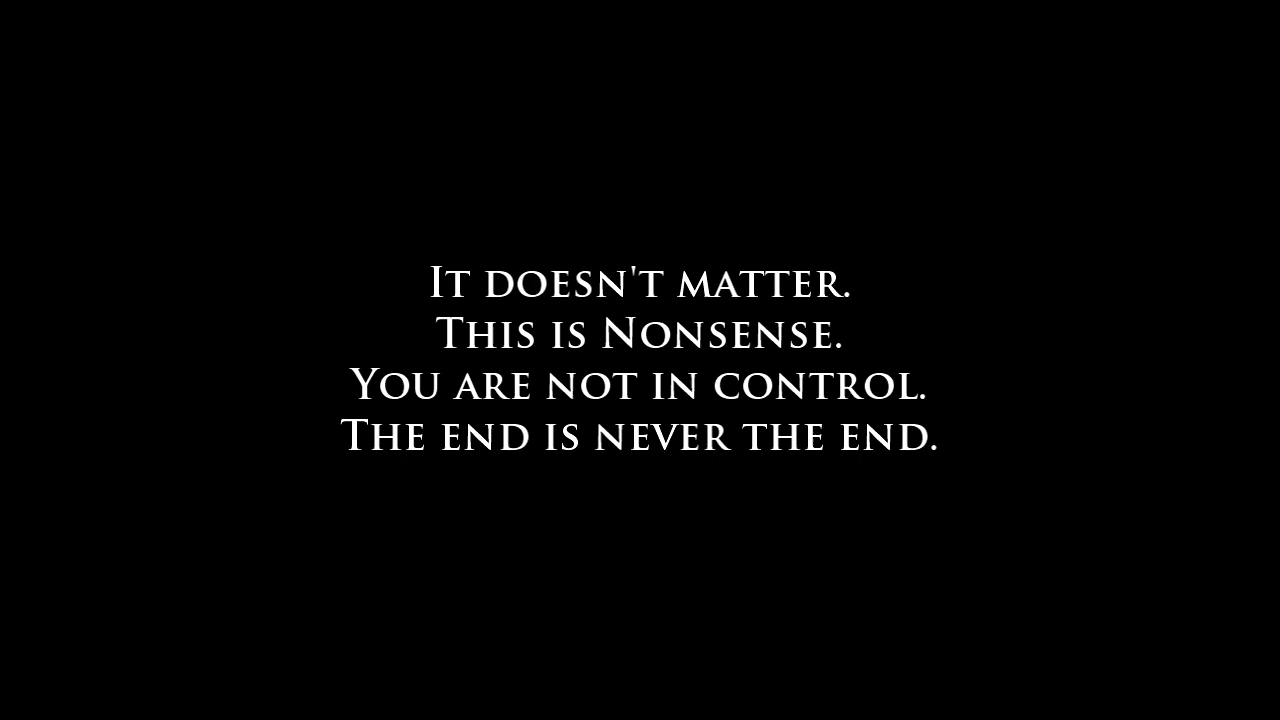 It doesn't matter.
This is Nonsense.
You are not in control.
The end is never the end.